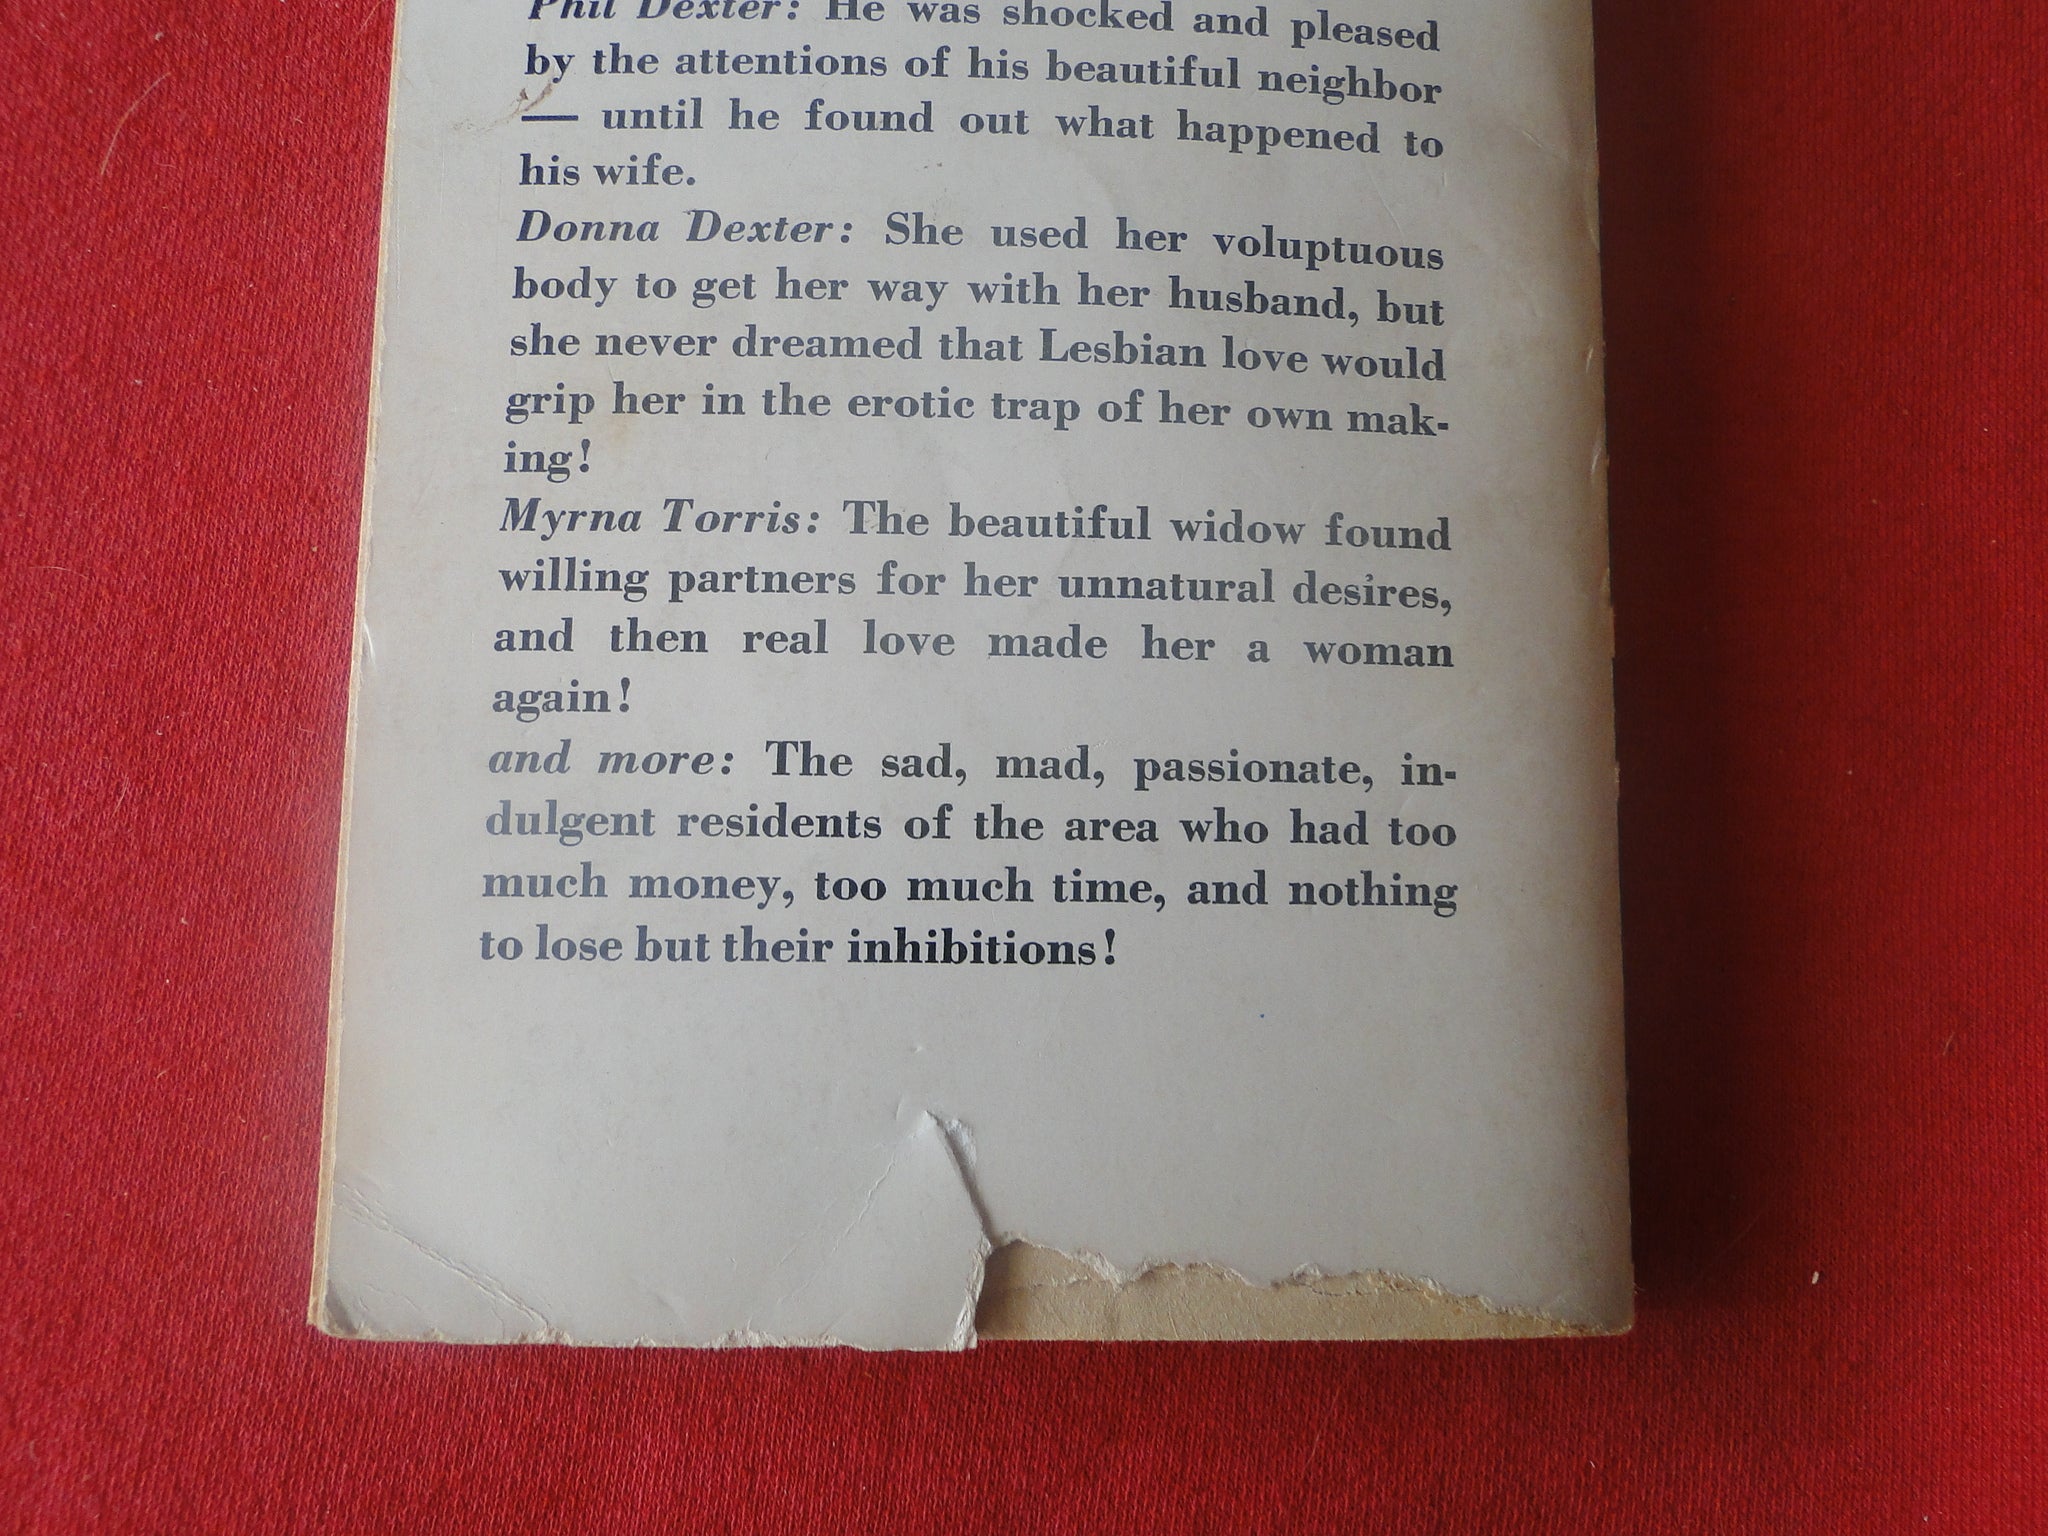 Phil Dexter: He was shocked and pleased
by the attentions of his beautiful neighbor
— until he found out what happened to
his wife.
Donna Dexter: She used her voluptuous
body to get her way with her husband, but
she never dreamed that Lesbian love would
grip her in the erotic trap of her own mak-
ing!
Myrna Torris: The beautiful widow found
willing partners for her unnatural desires,
and then real love made her a woman
again!
and more: The sad, mad, passionate, in-
dulgent residents of the area who had too
much money, too much time, and nothing
to lose but their inhibitions!